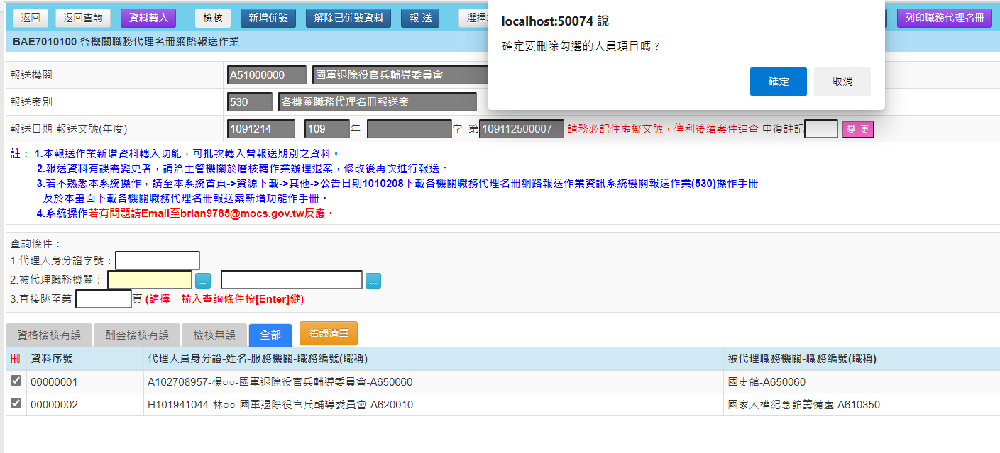 返回 返回查詢 資料轉入 檢核 新增併號 解除已併號資料 報 送 選擇 列印職務代理名冊
localhost:50074 說
確定要刪除勾選的人員項目嗎？
確定 取消
BAE7010100 各機關職務代理名冊網路報送作業
報送機關 A51000000 國軍退除役官兵輔導委員會
報送案別 530 各機關職務代理名冊報送案
報送日期-報送文號(年度) 1091214 - 109 年 字 第 109112500007 請務必記住虛擬文號，俾利後續案件追查 申復註記 變 更
註： 1.本報送作業新增資料轉入功能，可批次轉入曾報送期別之資料。
2.報送資料有誤需變更者，請洽主管機關於層核轉作業辦理退案，修改後再次進行報送。
3.若不熟悉本系統操作，請至本系統首頁->資源下載->其他->公告日期1010208下載各機關職務代理名冊網路報送作業資訊系統機關報送作業(530)操作手冊
及於本畫面下載各機關職務代理名冊報送案新增功能作手冊。
4.系統操作若有問題請Email至brian9785@mocs.gov.tw反應。
查詢條件：
1.代理人身分證字號：
2.被代理職務機關： ... ...
3.直接跳至第 頁 (請擇一輸入查詢條件按[Enter]鍵)
資格檢核有誤 酬金檢核有誤 檢核無誤 全部 錯誤清單
刪 資料序號 代理人員身分證-姓名-服務機關-職務編號(職稱) 被代理職務機關-職務編號(職稱)
00000001 A102708957-楊○○-國軍退除役官兵輔導委員會-A650060 國史館-A650060
00000002 H101941044-林○○-國軍退除役官兵輔導委員會-A620010 國家人權紀念館籌備處-A610350